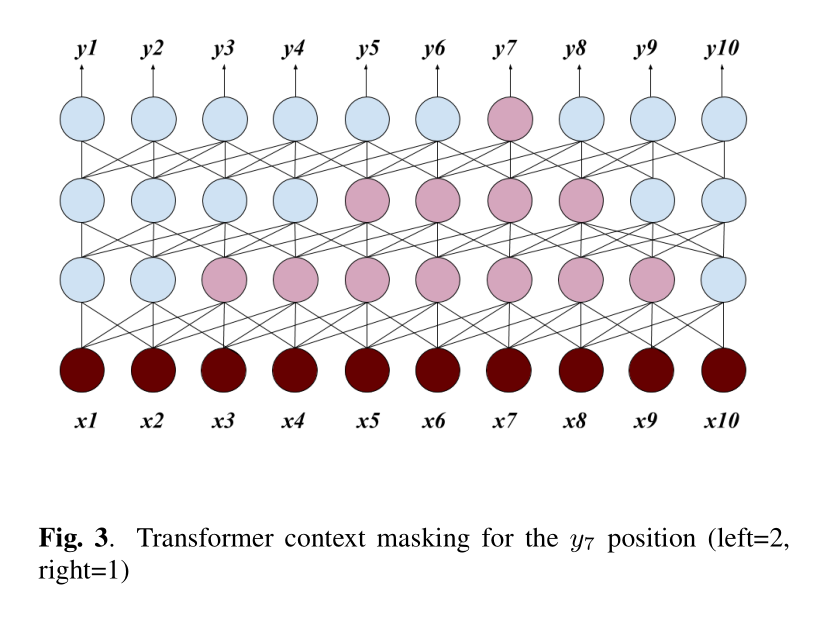 y1 y2 y3 y4 y5 y6 y7 y8 y9 y10
x1 x2 x3 x4 x5 x6 x7 x8 x9 x10
Fig. 3. Transformer context masking for the y7 position (left=2,
right=1)